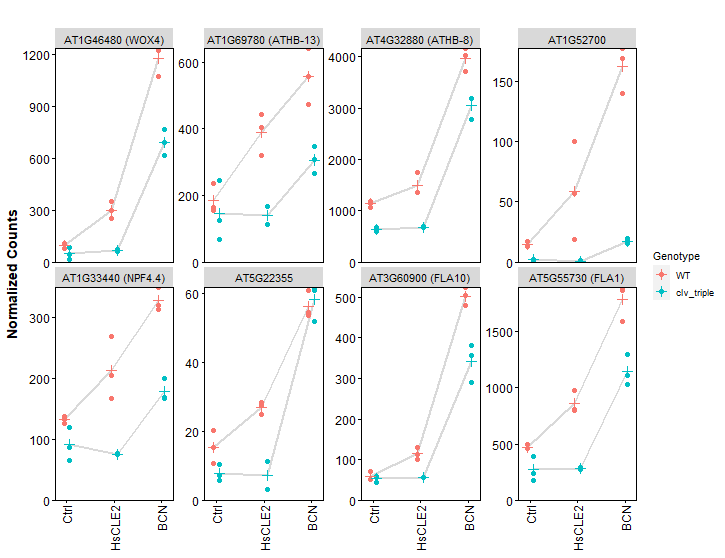 AT1G46480 (WOX4)
AT1G69780 (ATHB-13)
AT4G32880 (ATHB-8)
AT1G52700
1200
900
600
300
0
600
400
200
0
4000
3000
2000
1000
0
150
100
50
0
Normalized Counts
Genotype
WT
clv_triple
AT1G33440 (NPF4.4)
AT5G22355
AT3G60900 (FLA10)
AT5G55730 (FLA1)
300
200
100
0
60
40
20
0
500
400
300
200
100
0
1500
1000
500
0
Ctrl
HsCLE2
BCN
Ctrl
HsCLE2
BCN
Ctrl
HsCLE2
BCN
Ctrl
HsCLE2
BCN